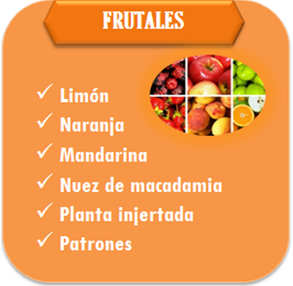 FRUTALES
Limón
Naranja
Mandarina
Nuez de macadamia
Planta injertada
Patrones